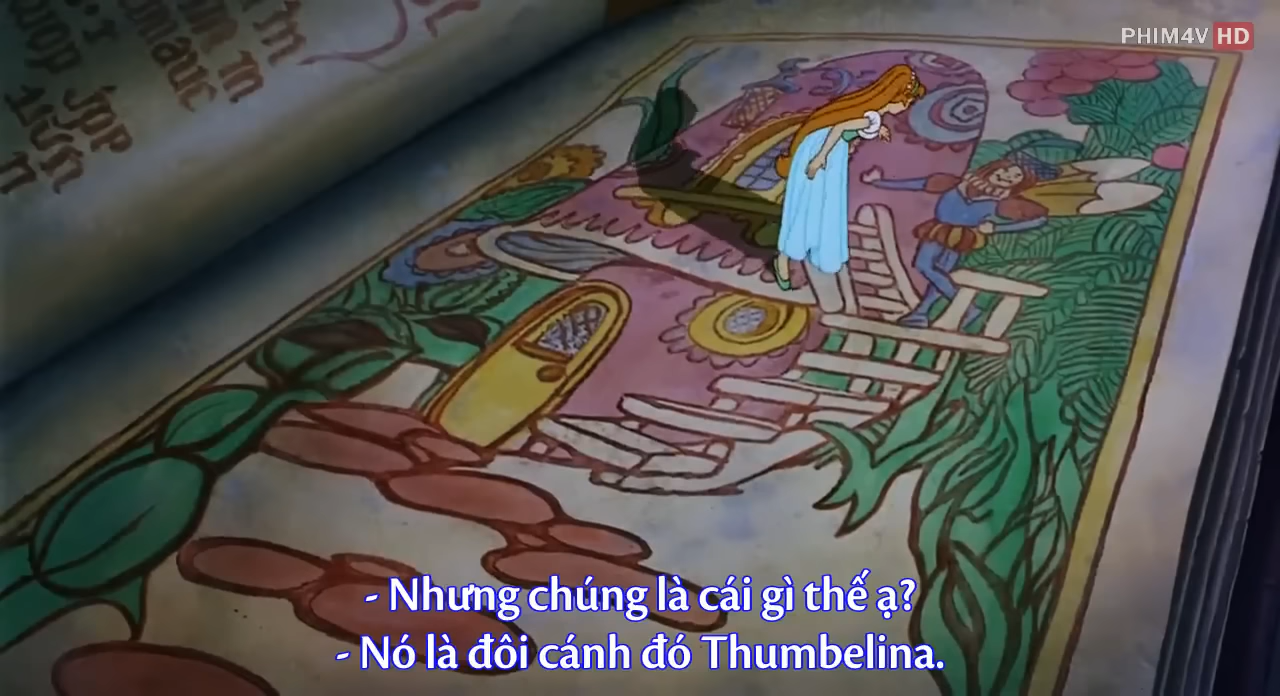 PHIM4V HD
- Nhưng chúng là cái gì thế ạ?
- Nó là đôi cánh đó Thumbelina.